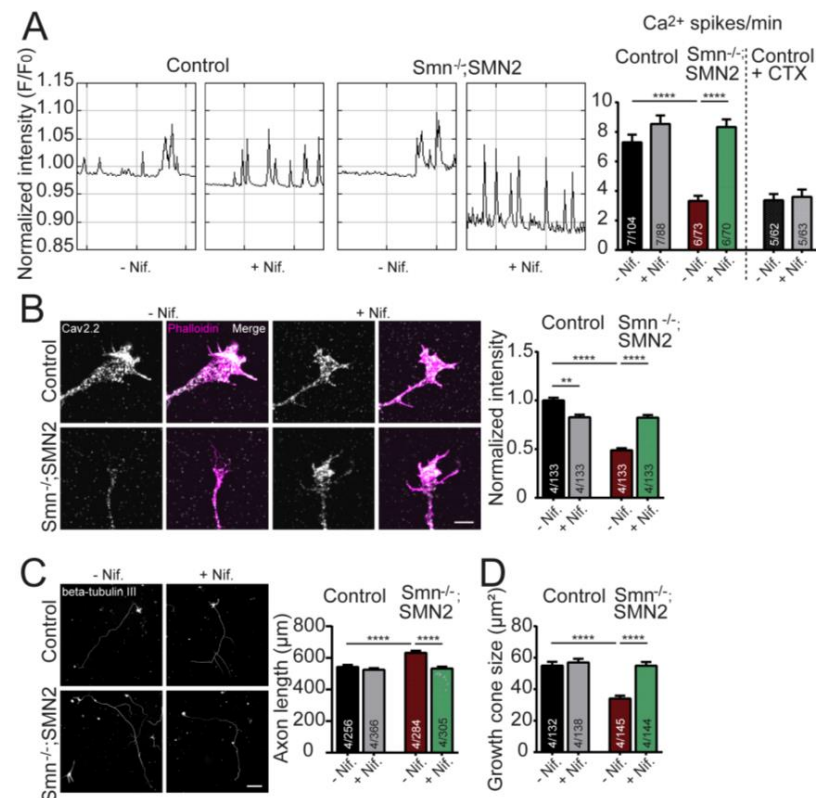 A
Ca²⁺ spikes/min
Control
Smn⁻/⁻;SMN2
Control
Smn⁻/⁻;
SMN2
Control
+ CTX
Normalized intensity (F/F0)
1.15
1.10
1.05
1.00
0.95
0.90
0.85
- Nif.
+ Nif.
- Nif.
+ Nif.
8
6
4
2
0
****
****
7/104
7/88
6/73
6/70
5/62
5/63
- Nif.
+ Nif.
- Nif.
+ Nif.
- Nif.
+ Nif.
B
- Nif.
+ Nif.
Cav2.2
Phalloidin
Merge
Control
Smn⁻/⁻;SMN2
Control
Smn ⁻/⁻;
SMN2
Normalized intensity
1.5
1.0
0.5
0
****
****
**
4/133
4/133
4/133
4/133
- Nif.
+ Nif.
- Nif.
+ Nif.
C
- Nif.
+ Nif.
beta-tubulin III
Control
Smn⁻/⁻;SMN2
Control
Smn-/-;
SMN2
Axon length (µm)
800
600
400
200
0
****
****
4/256
4/366
4/284
4/305
- Nif.
+ Nif.
- Nif.
+ Nif.
D
Control
Smn⁻/⁻;
SMN2
Growth cone size (µm²)
80
60
40
20
0
****
****
4/132
4/138
4/145
4/144
- Nif.
+ Nif.
- Nif.
+ Nif.